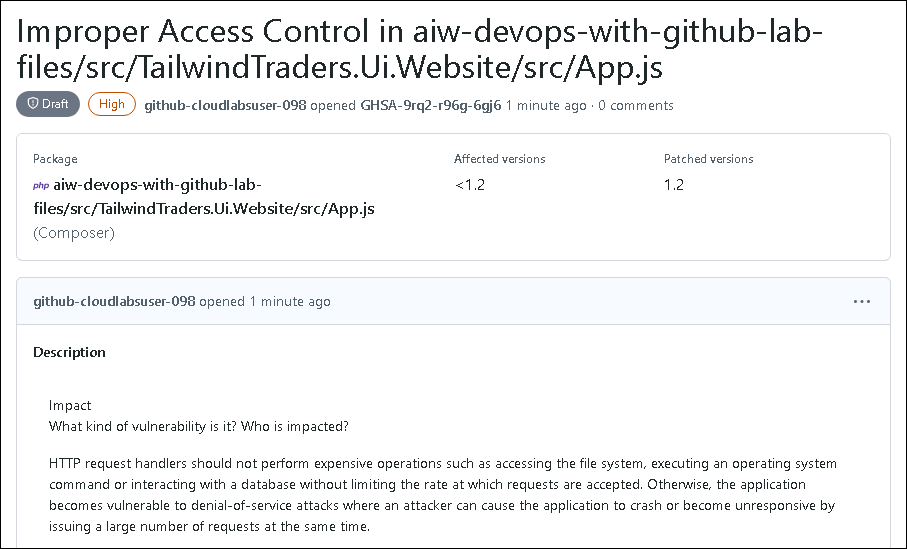 Improper Access Control in aiw-devops-with-github-lab-
files/src/TailwindTraders.Ui.Website/src/App.js
Draft High github-cloudlabsuser-098 opened GHSA-9rq2-r96g-6gj6 1 minute ago · 0 comments
Package Affected versions Patched versions
php aiw-devops-with-github-lab- <1.2 1.2
files/src/TailwindTraders.Ui.Website/src/App.js
(Composer)
github-cloudlabsuser-098 opened 1 minute ago
Description
Impact
What kind of vulnerability is it? Who is impacted?
HTTP request handlers should not perform expensive operations such as accessing the file system, executing an operating system
command or interacting with a database without limiting the rate at which requests are accepted. Otherwise, the application
becomes vulnerable to denial-of-service attacks where an attacker can cause the application to crash or become unresponsive by
issuing a large number of requests at the same time.